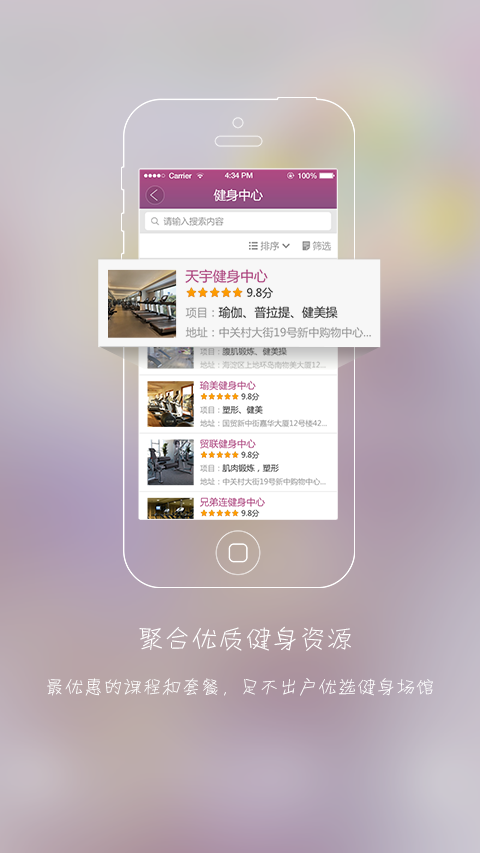 Carrier 4:34 PM 100%
健身中心
请输入搜索内容
排序 筛选
天宇健身中心
9.8分
项目：瑜伽、普拉提、健美操
地址：中关村大街19号新中购物中心...
项目：腹肌锻炼、健美操
地址：海淀区上地环岛南物美大厦12...
瑜美健身中心
9.8分
项目：塑形、健美
地址：国贸新中街嘉华大厦12号楼42...
贸联健身中心
9.8分
项目：肌肉锻炼，塑形
地址：中关村大街19号新中购物中心...
兄弟连健身中心
9.8分
聚合优质健身资源
最优惠的课程和套餐，足不出户优选健身场馆